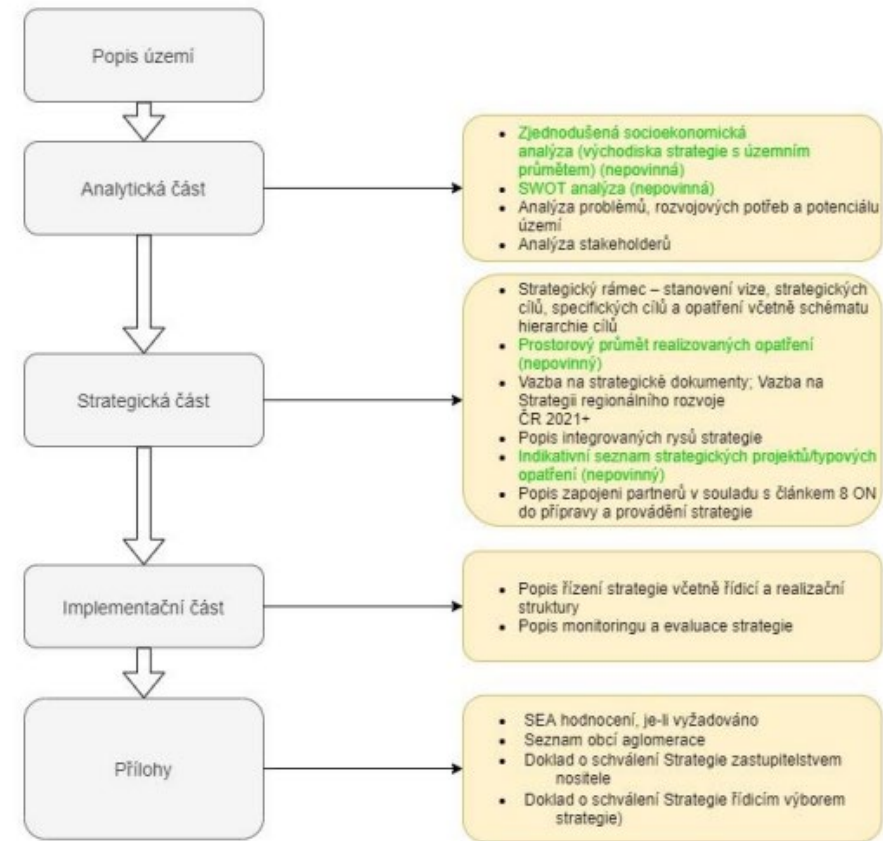 Popis území
Analytická část
• Zjednodušená socioekonomická
analýza (východiska strategie s územním
průmětem) (nepovinná)
• SWOT analýza (nepovinná)
• Analýza problémů, rozvojových potřeb a potenciálu
území
• Analýza stakeholderů
Strategická část
• Strategický rámec – stanovení vize, strategických
cílů, specifických cílů a opatření včetně schématu
hierarchie cílů
• Prostorový průmět realizovaných opatření
(nepovinný)
• Vazba na strategické dokumenty; Vazba na
Strategii regionálního rozvoje
ČR 2021+
• Popis integrovaných rysů strategie
• Indikativní seznam strategických projektů/typových
opatření (nepovinný)
• Popis zapojeni partnerů v souladu s článkem 8 ON
do přípravy a provádění strategie
Implementační část
• Popis řízení strategie včetně řídicí a realizační
struktury
• Popis monitoringu a evaluace strategie
Přílohy
• SEA hodnocení, je-li vyžadováno
• Seznam obcí aglomerace
• Doklad o schválení Strategie zastupitelstvem
nositele
• Doklad o schválení Strategie řídicím výborem
strategie)